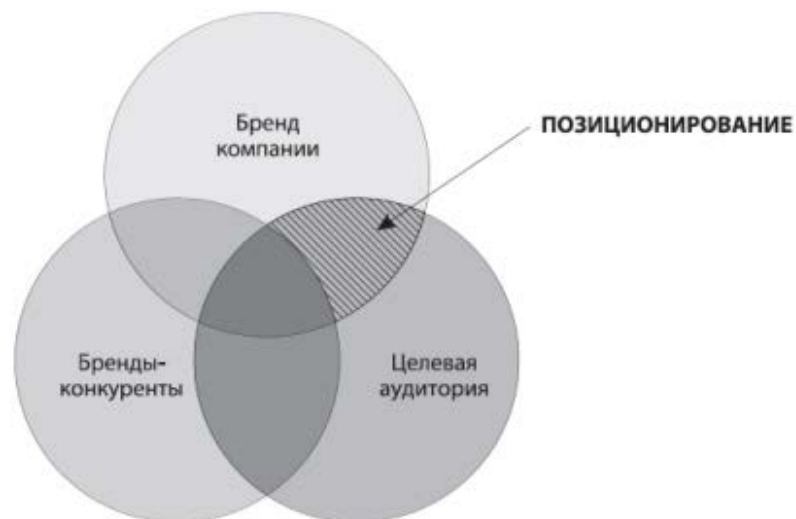 Бренд
компании
ПОЗИЦИОНИРОВАНИЕ
Бренды-
конкуренты
Целевая
аудитория